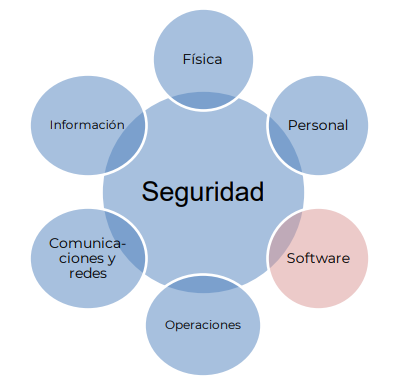 Física
Información
Personal
Seguridad
Comunica-
ciones y
redes
Software
Operaciones